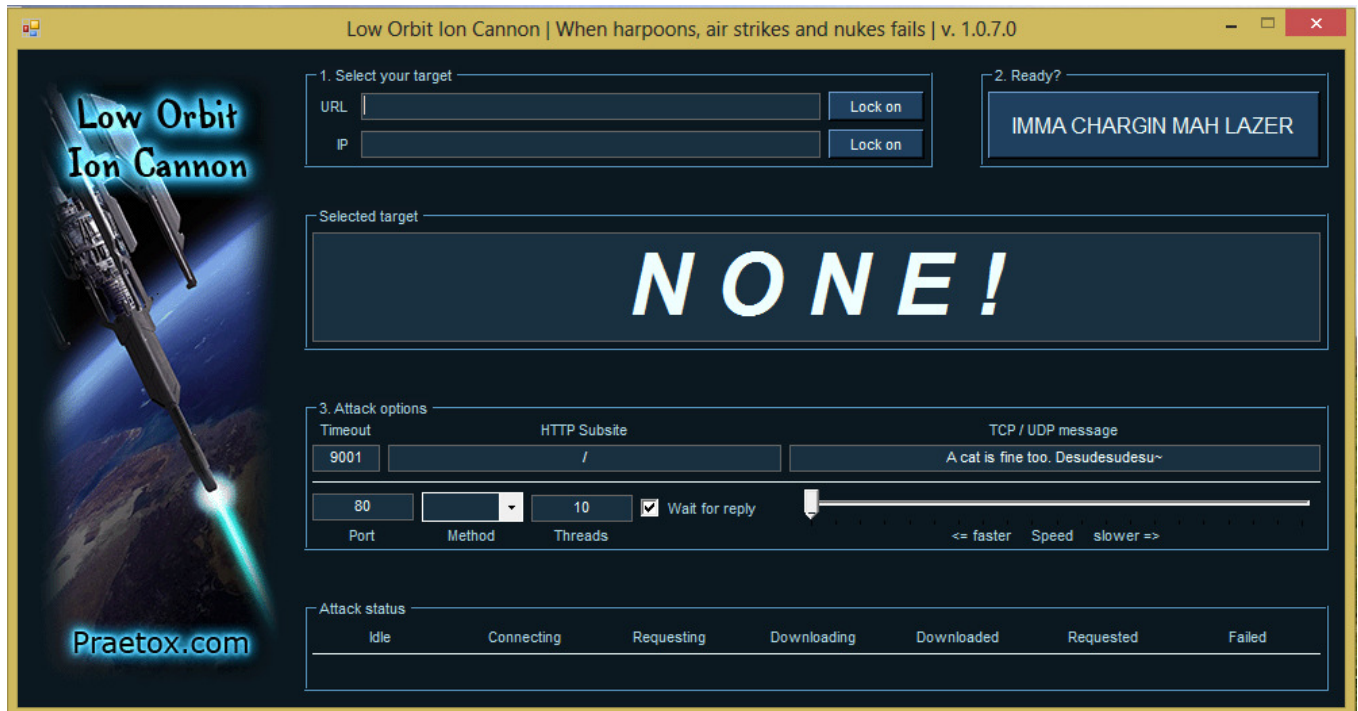 Low Orbit Ion Cannon | When harpoons, air strikes and nukes fails | v. 1.0.7.0
Low Orbit
Ion Cannon
Praetox.com
1. Select your target
URL Lock on
IP Lock on
2. Ready?
IMMA CHARGIN MAH LAZER
Selected target
NONE!
3. Attack options
Timeout HTTP Subsite TCP / UDP message
9001 / A cat is fine too. Desudesudesu~
80 10 Wait for reply
Port Method Threads <= faster Speed slower =>
Attack status
Idle Connecting Requesting Downloading Downloaded Requested Failed